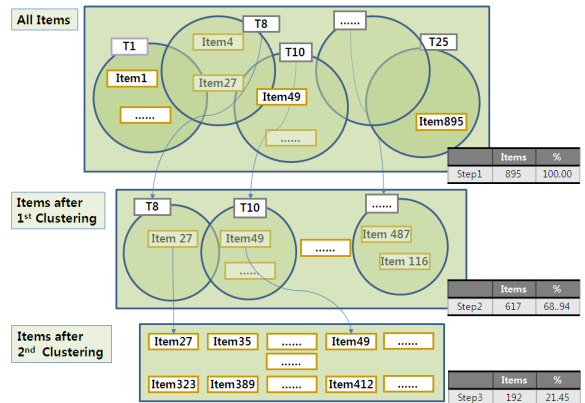 All Items
T8
......
T1
Item4
T10
T25
Item1
Item27
Item49
......
......
Item895
Items %
Step1 895 100.00
Items after
1st Clustering
T8
T10
......
Item 27
Item49
......
Item 487
......
Item 116
Items %
Step2 617 68..94
Items after
2nd Clustering
Item27 Item35 ...... Item49 ......
......
Item323 Item389 ...... Item412 ......
Items %
Step3 192 21.45